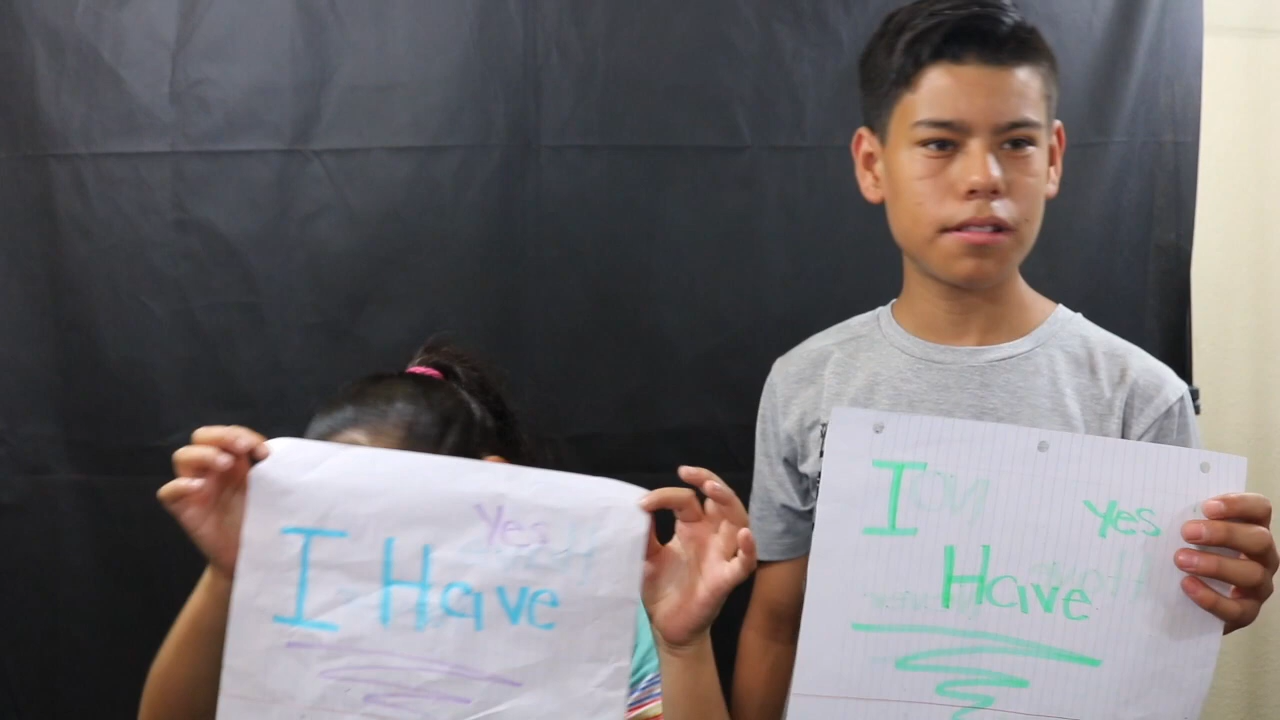 Yes
I Have
I
Yes
Have